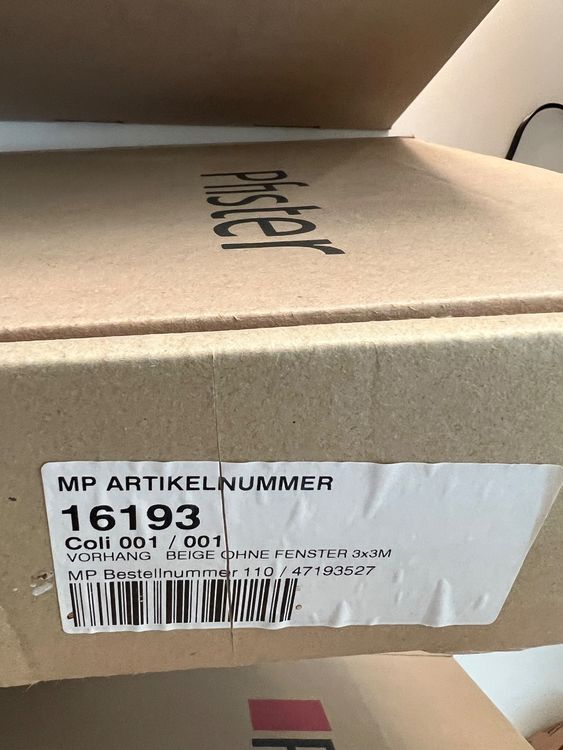 pfister
MP ARTIKELNUMMER
16193
Coli 001 / 001
VORHANG BEIGE OHNE FENSTER 3x3M
MP Bestellnummer 110 / 47193527